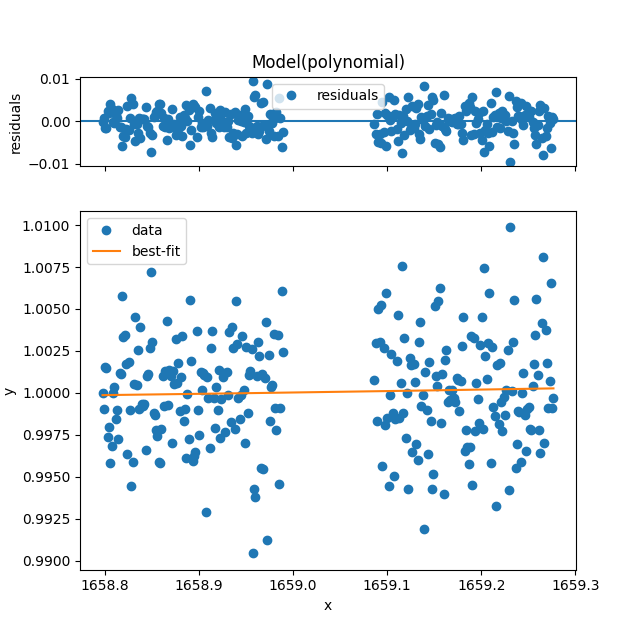 Model(polynomial)
0.01
0.00
−0.01
residuals
residuals
1.0100
1.0075
1.0050
1.0025
1.0000
0.9975
0.9950
0.9925
0.9900
y
data
best-fit
1658.8 1658.9 1659.0 1659.1 1659.2 1659.3
x